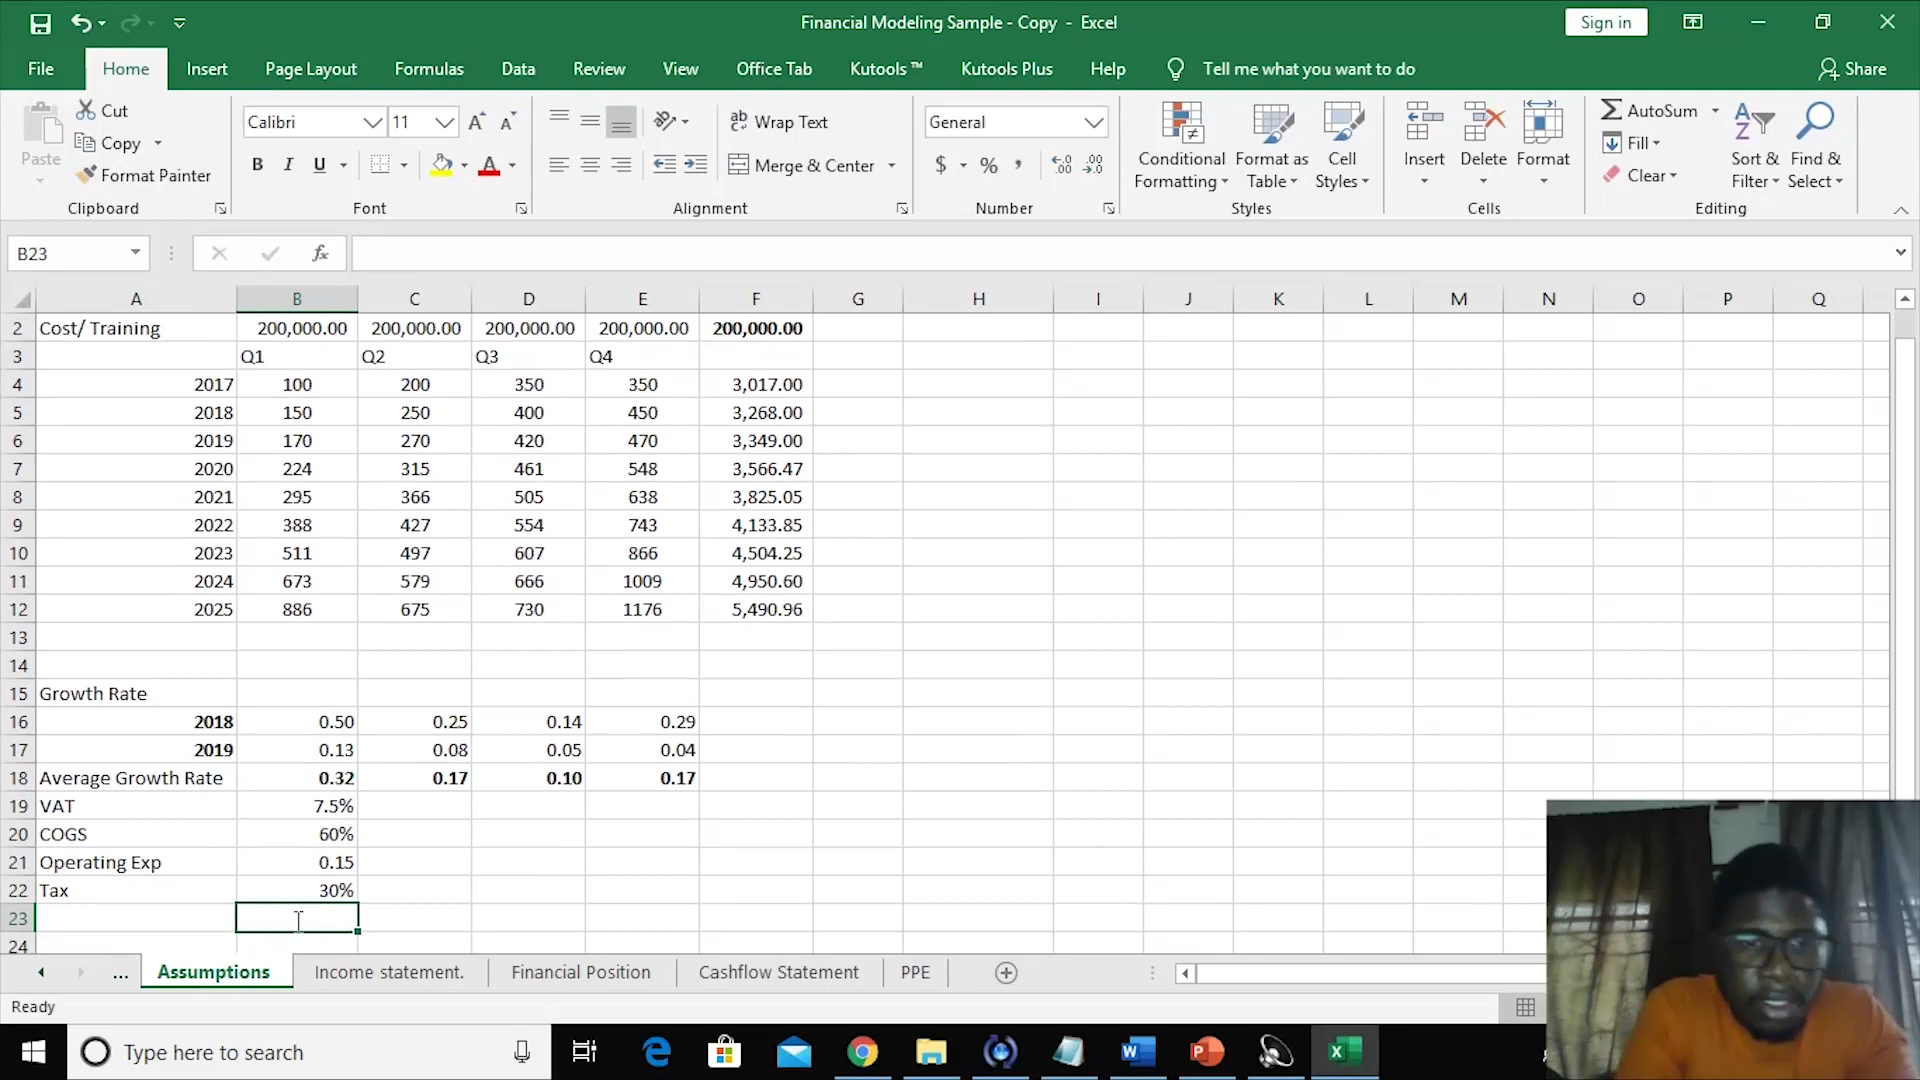 Financial Modeling Sample - Copy - Excel
Sign in
File Home Insert Page Layout Formulas Data Review View Office Tab Kutools ™ Kutools Plus Help Tell me what you want to do Share
Paste
Cut
Copy
Format Painter
Clipboard
Calibri 11 A A
B I U A
Font
ab Wrap Text
Merge & Center
Alignment
General
$ % , .0 .00 .00 .0
Number
Conditional Formatting
Format as Table
Cell Styles
Styles
Insert Delete Format
Cells
AutoSum
Fill
Clear
Sort & Filter
Find & Select
Editing
B23 fx
A B C D E F G H I J K L M N O P Q
2 Cost/ Training 200,000.00 200,000.00 200,000.00 200,000.00 200,000.00
3 Q1 Q2 Q3 Q4
4 2017 100 200 350 350 3,017.00
5 2018 150 250 400 450 3,268.00
6 2019 170 270 420 470 3,349.00
7 2020 224 315 461 548 3,566.47
8 2021 295 366 505 638 3,825.05
9 2022 388 427 554 743 4,133.85
10 2023 511 497 607 866 4,504.25
11 2024 673 579 666 1009 4,950.60
12 2025 886 675 730 1176 5,490.96
13
14
15 Growth Rate
16 2018 0.50 0.25 0.14 0.29
17 2019 0.13 0.08 0.05 0.04
18 Average Growth Rate 0.32 0.17 0.10 0.17
19 VAT 7.5%
20 COGS 60%
21 Operating Exp 0.15
22 Tax 30%
23
24
... Assumptions Income statement. Financial Position Cashflow Statement PPE
Ready
Type here to search